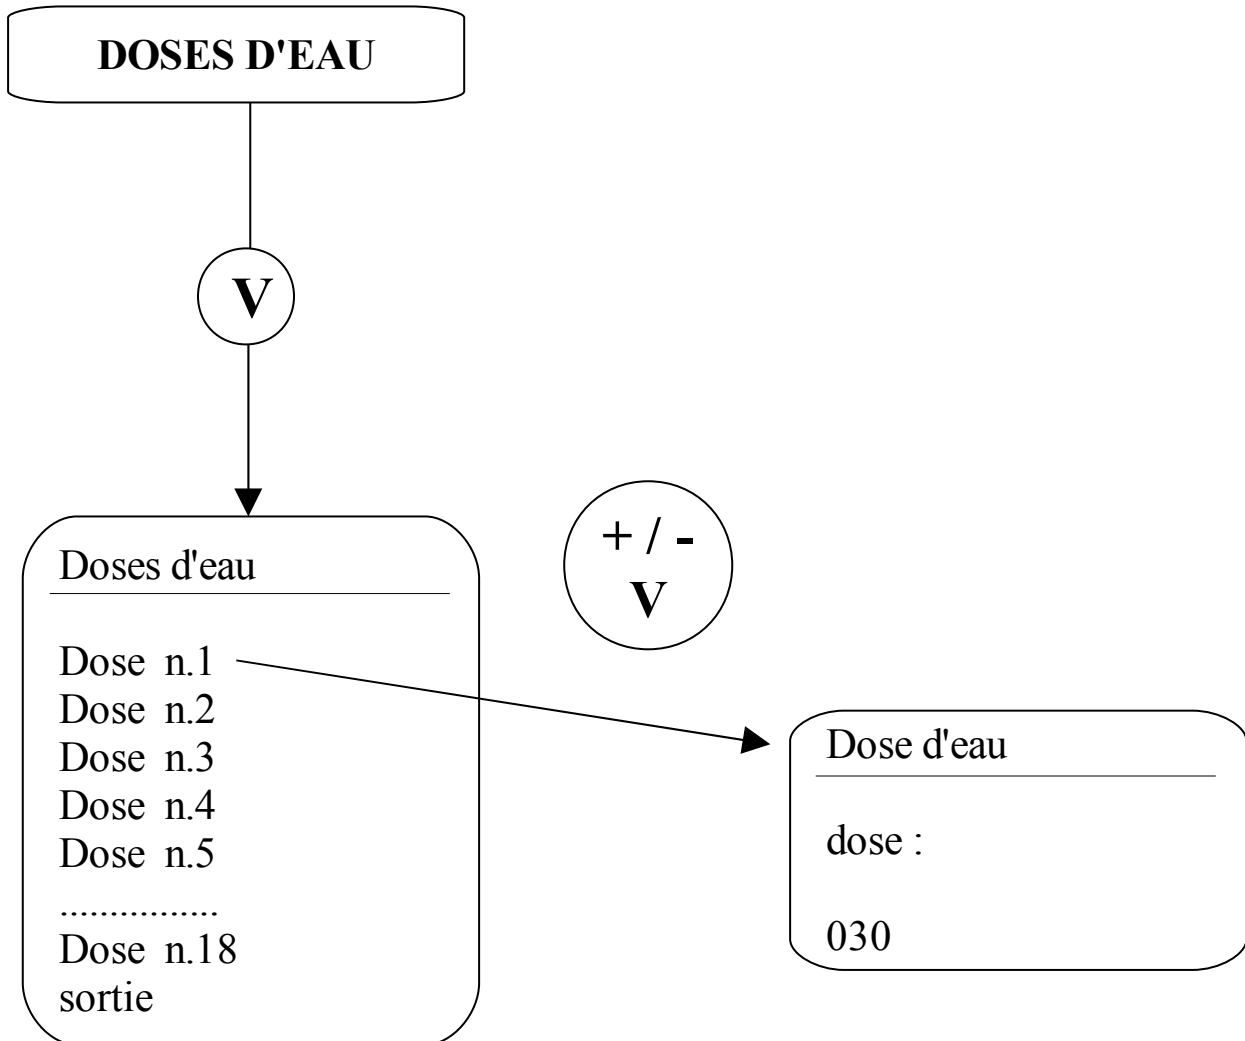 DOSES D'EAU
V
Doses d'eau
Dose n.1
Dose n.2
Dose n.3
Dose n.4
Dose n.5
................
Dose n.18
sortie
+ / -
V
Dose d'eau
dose :
030